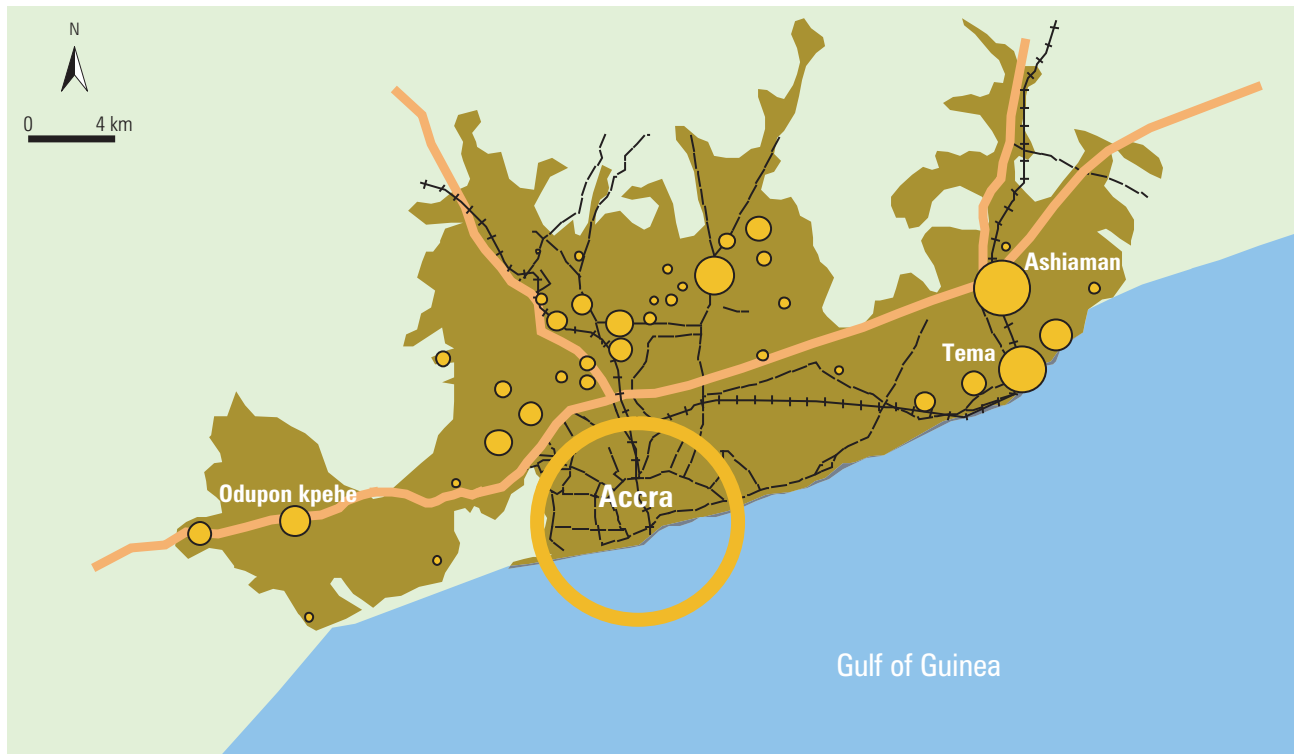 N
0 4 km
Ashiaman
Tema
Odupon kpehe
Accra
Gulf of Guinea